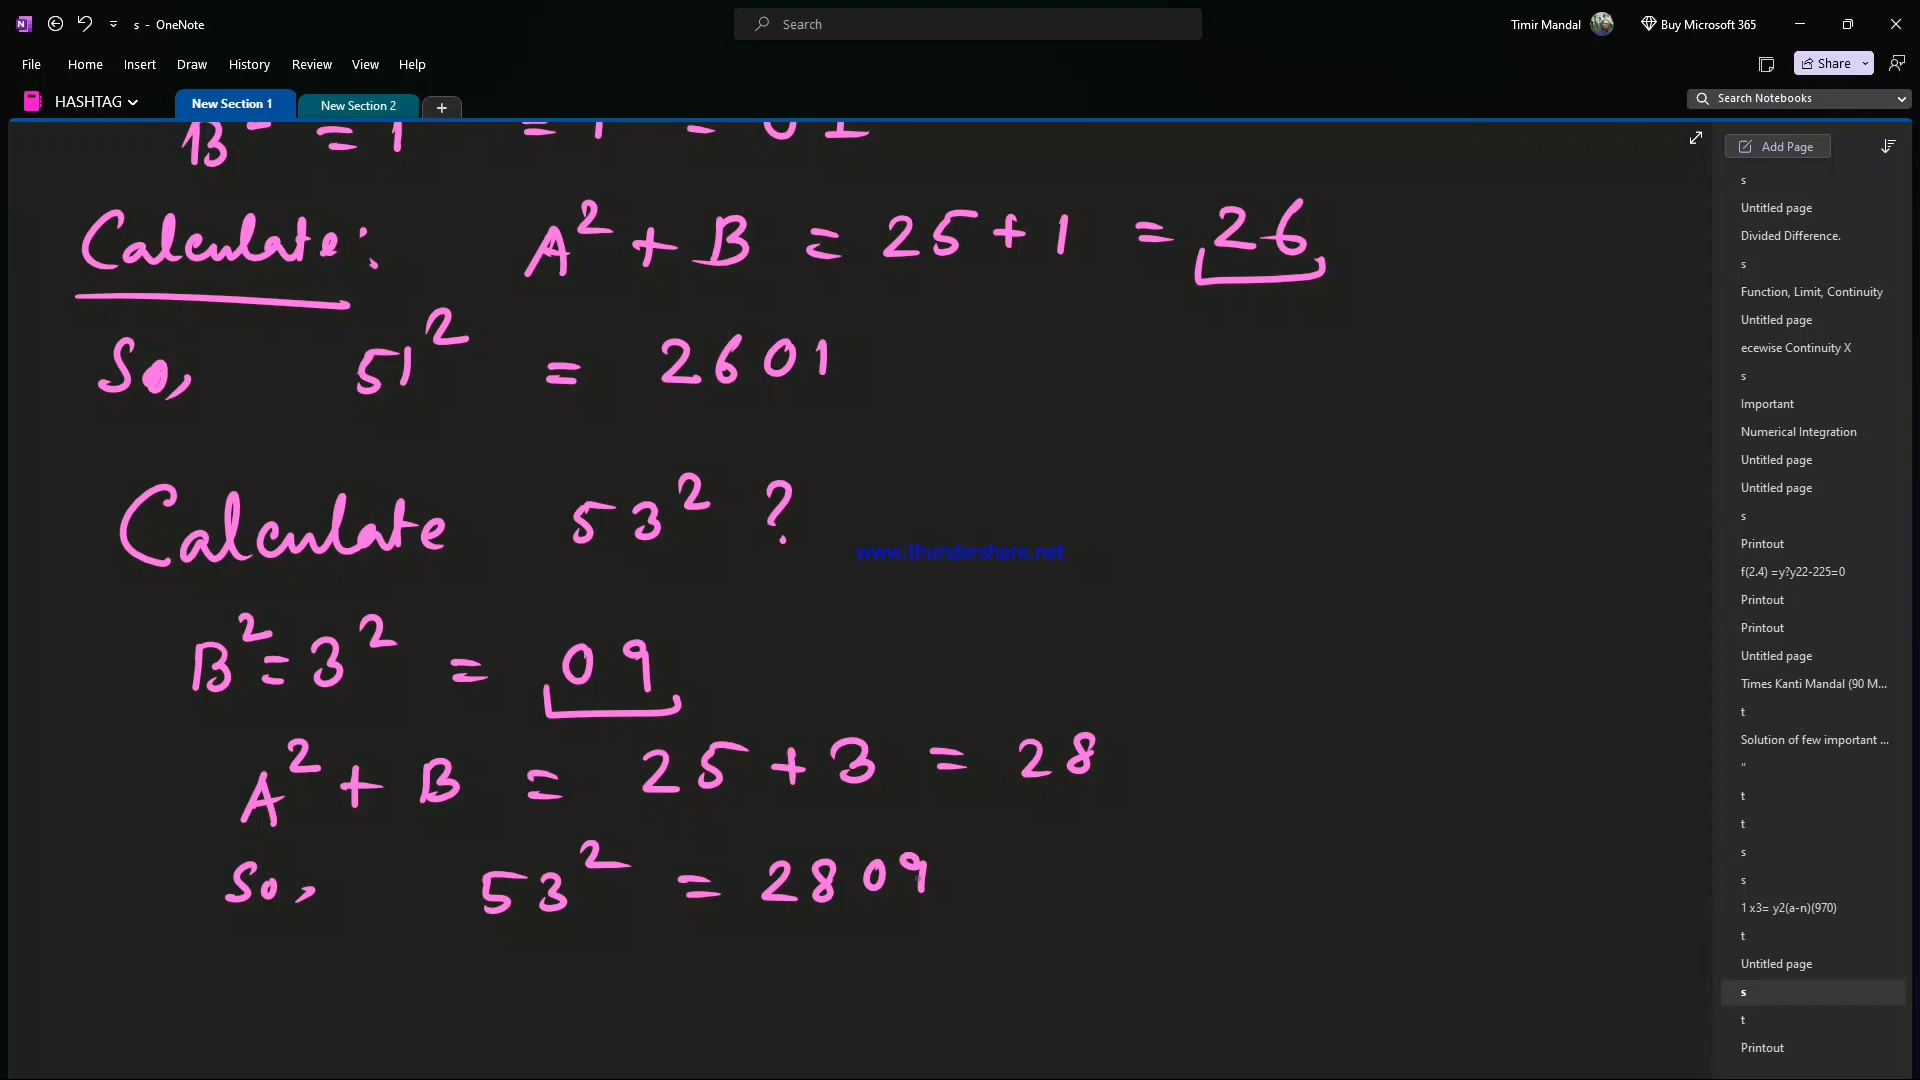 s - OneNote
Search
Timir Mandal
Buy Microsoft 365
File Home Insert Draw History Review View Help
Share
HASHTAG
New Section 1
New Section 2
+
Search Notebooks
B² = 1 = 1 = 01
Calculate: A² + B = 25 + 1 = 26
So, 51² = 2601
Calculate 53² ?
www.thundershare.net
B² = 3² = 09
A² + B = 25 + 3 = 28
So, 53² = 2809
Add Page
s
Untitled page
Divided Difference.
s
Function, Limit, Continuity
Untitled page
ecewise Continuity X
s
Important
Numerical Integration
Untitled page
Untitled page
s
Printout
f(2.4) =y?y22-225=0
Printout
Printout
Untitled page
Times Kanti Mandal (90 M...
t
Solution of few important ...
"
t
t
s
s
1 x3= y2(a-n)(970)
t
Untitled page
s
t
Printout